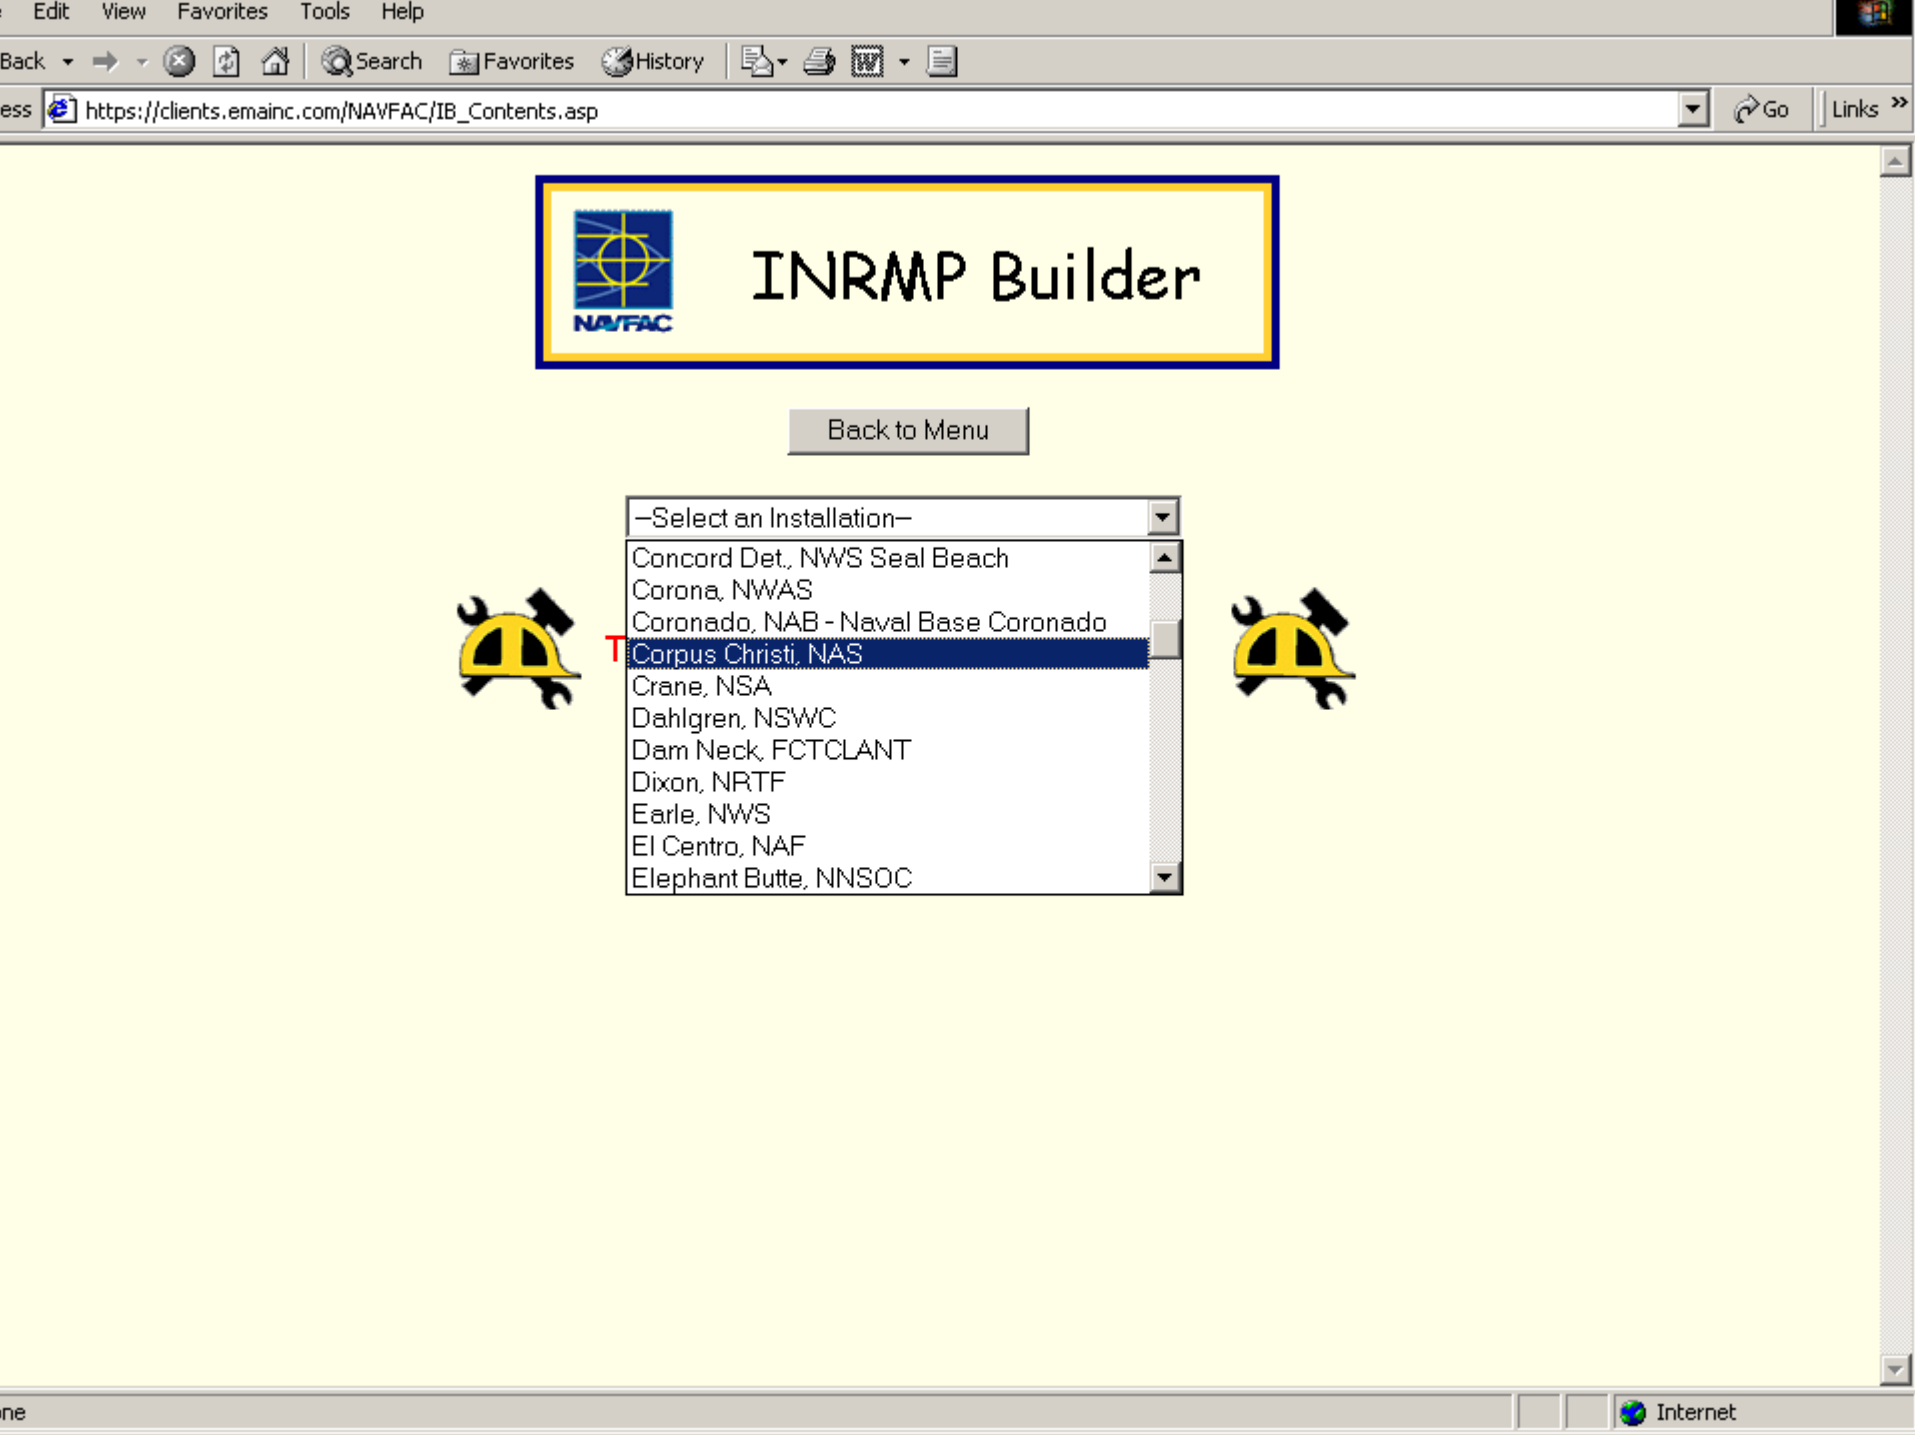 Edit View Favorites Tools Help
Back Search Favorites History
ess https://clients.emainc.com/NAVFAC/IB_Contents.asp Go Links »
NAVFAC INRMP Builder
Back to Menu
--Select an Installation--
Concord Det., NWS Seal Beach
Corona, NWAS
Coronado, NAB - Naval Base Coronado
T Corpus Christi, NAS
Crane, NSA
Dahlgren, NSWC
Dam Neck, FCTCLANT
Dixon, NRTF
Earle, NWS
El Centro, NAF
Elephant Butte, NNSOC
one Internet